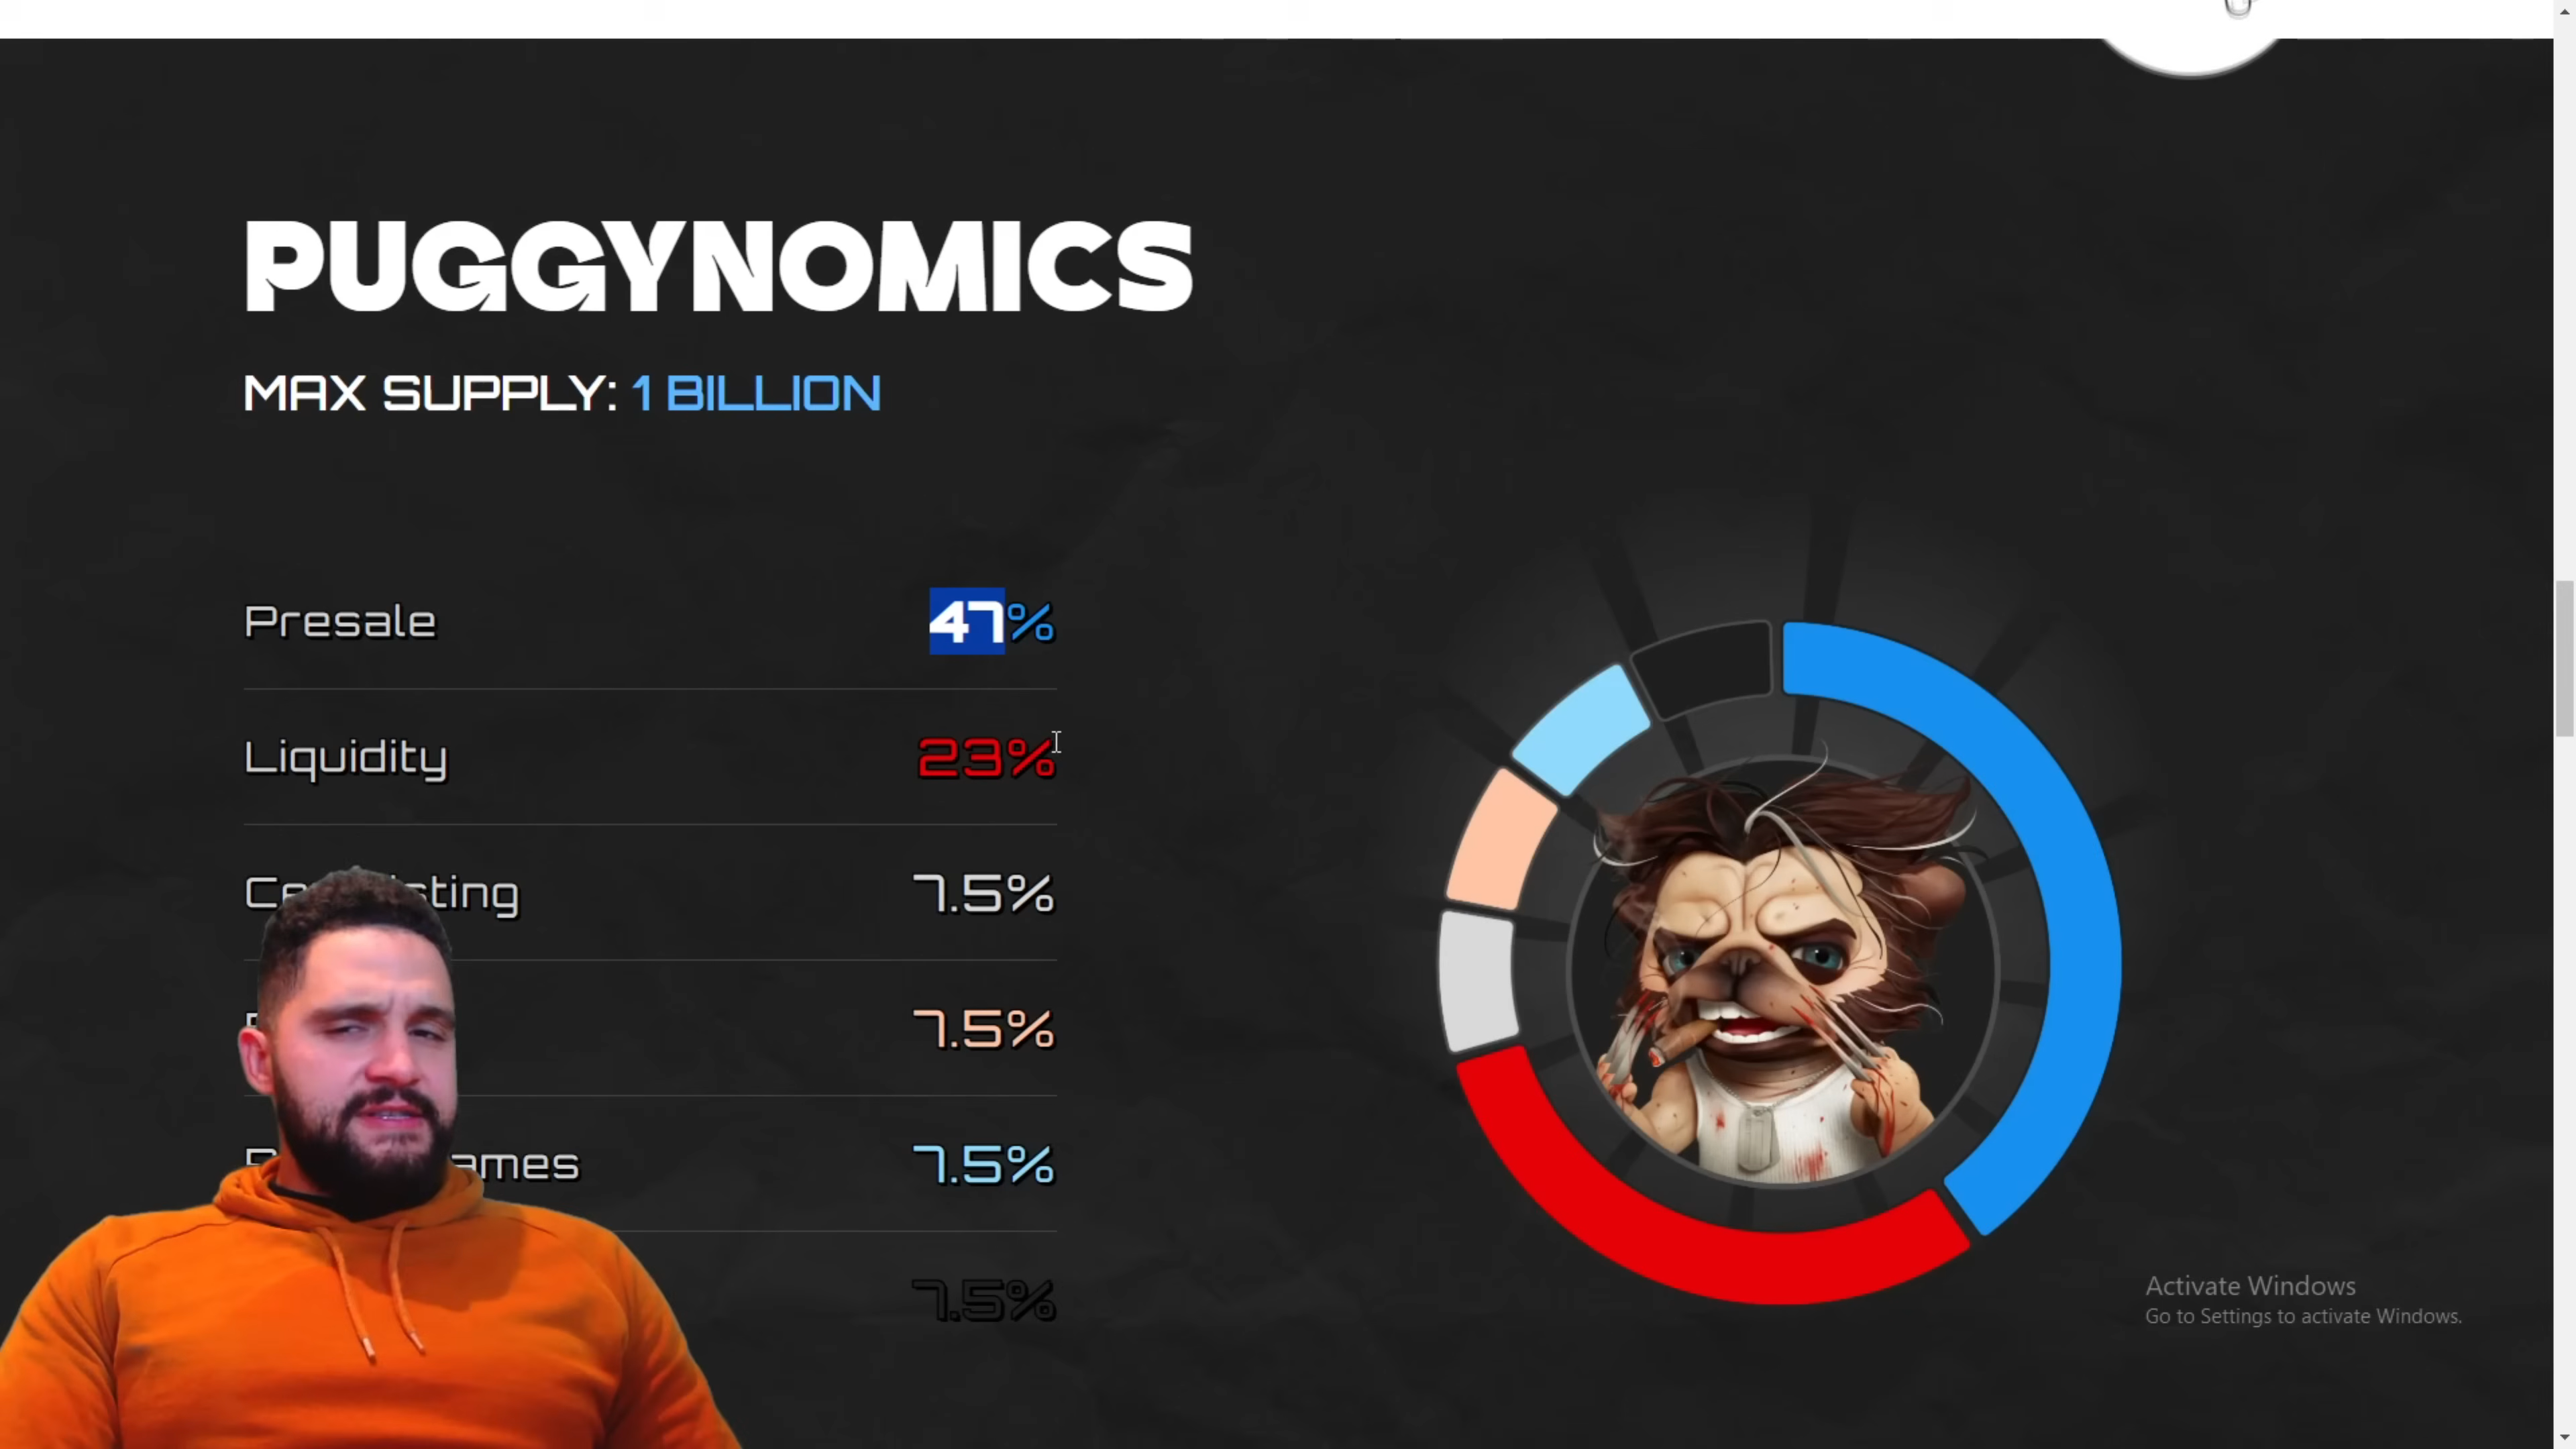 PUGGYNOMICS
MAX SUPPLY: 1 BILLION
Presale 47%
Liquidity 23%
7.5%
7.5%
7.5%
7.5%
Activate Windows
Go to Settings to activate Windows.